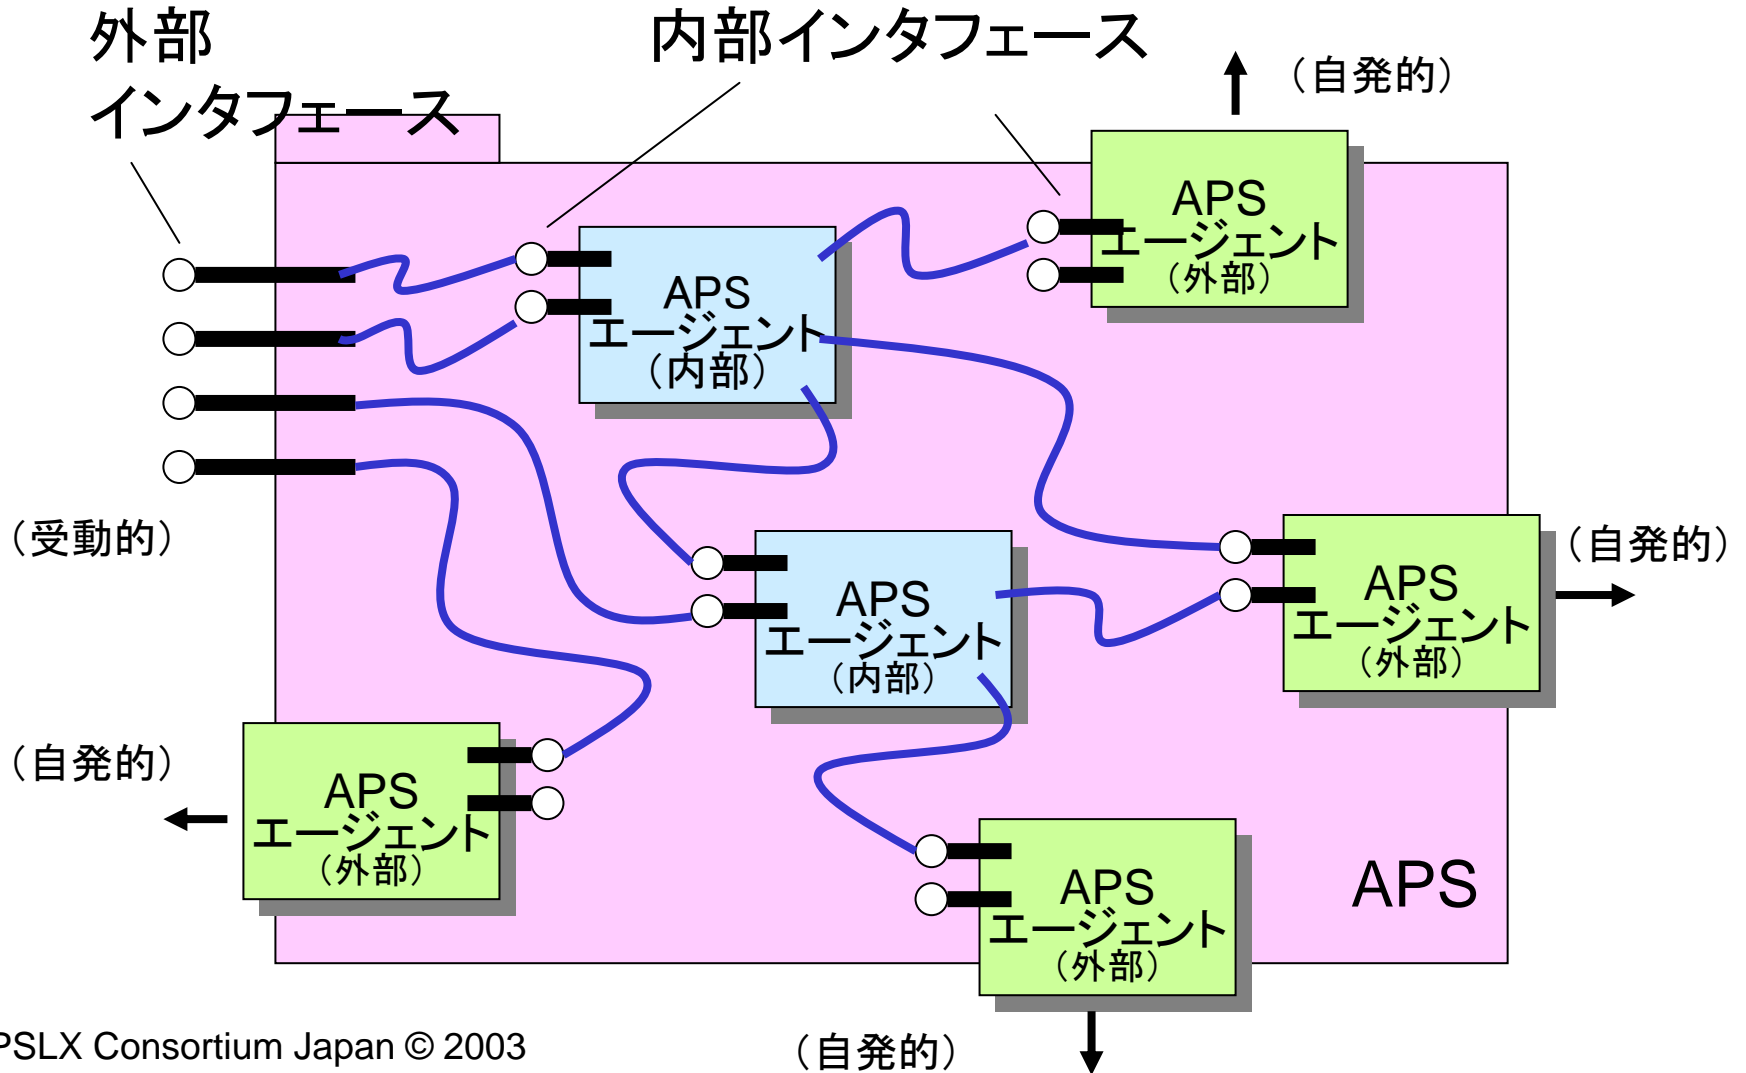 外部
インタフェース
内部インタフェース
（自発的）
APS
エージェント
（外部）
APS
エージェント
（内部）
（受動的）
（自発的）
APS
エージェント
（内部）
APS
エージェント
（外部）
（自発的）
APS
エージェント
（外部）
APS
エージェント
（外部）
APS
PSLX Consortium Japan © 2003
（自発的）